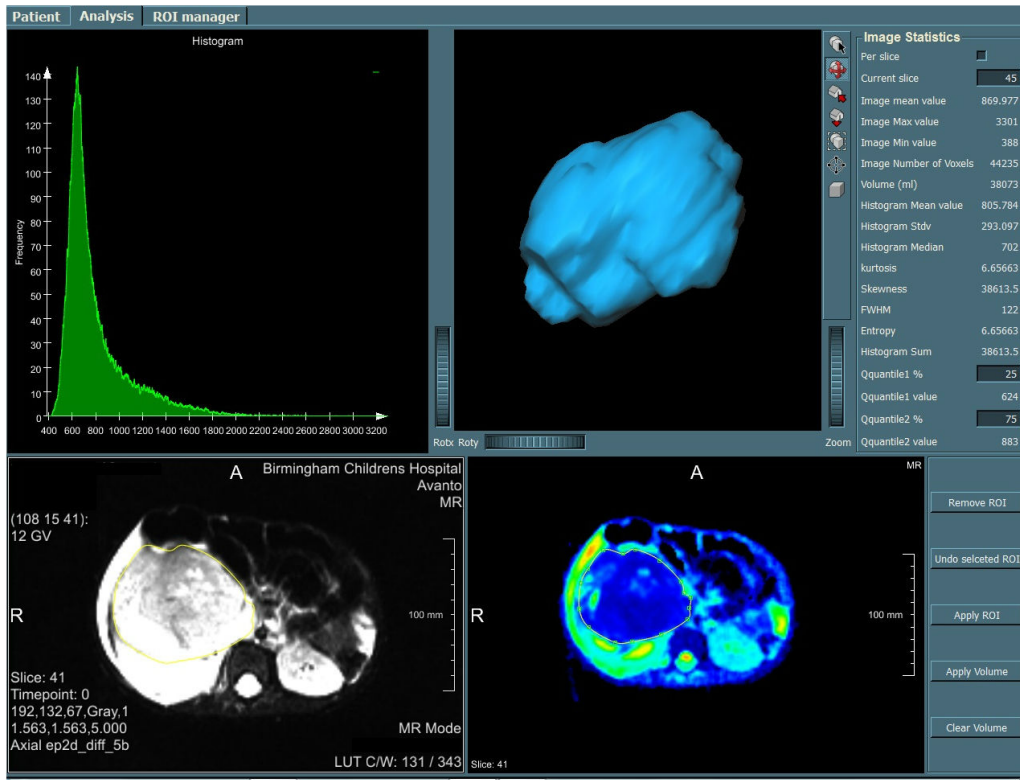 Patient Analysis ROI manager
Histogram
Frequency
140
130
120
110
100
90
80
70
60
50
40
30
20
10
0
400 600 800 1000 1200 1400 1600 1800 2000 2200 2400 2600 2800 3000 3200
Rotx Roty Zoom
Image Statistics
Per slice
Current slice 45
Image mean value 869.977
Image Max value 3301
Image Min value 388
Image Number of Voxels 44235
Volume (ml) 38073
Histogram Mean value 805.784
Histogram Stdv 293.097
Histogram Median 702
kurtosis 6.65663
Skewness 38613.5
FWHM 122
Entropy 6.65663
Histogram Sum 38613.5
Qquantile1 % 25
Qquantile1 value 624
Qquantile2 % 75
Qquantile2 value 883
A
Birmingham Childrens Hospital
Avanto
MR
(108 15 41):
12 GV
R
100 mm
Slice: 41
Timepoint: 0
192,132,67,Gray,1
1.563,1.563,5.000
Axial ep2d_diff_5b
MR Mode
LUT C/W: 131 / 343
A
MR
R
100 mm
Slice: 41
Remove ROI
Undo selceted ROI
Apply ROI
Apply Volume
Clear Volume